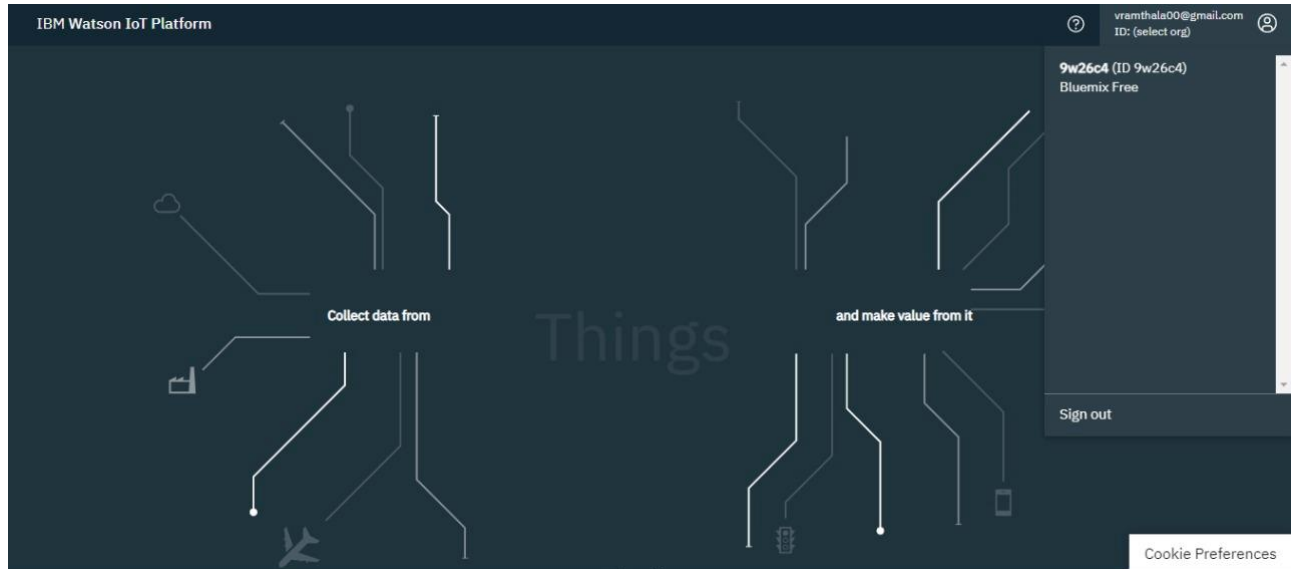 IBM Watson IoT Platform
vramthala00@gmail.com
ID: (select org)
9w26c4 (ID 9w26c4)
Bluemix Free
Collect data from
Things
and make value from it
Sign out
Cookie Preferences